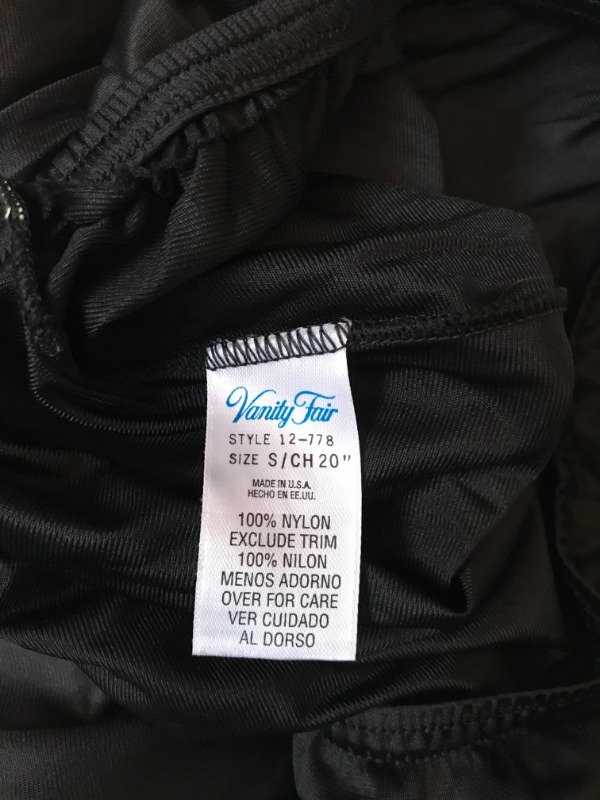 Vanity Fair
STYLE 12-778
SIZE S/CH 20"
MADE IN U.S.A.
HECHO EN EE.UU.
100% NYLON
EXCLUDE TRIM
100% NILON
MENOS ADORNO
OVER FOR CARE
VER CUIDADO
AL DORSO